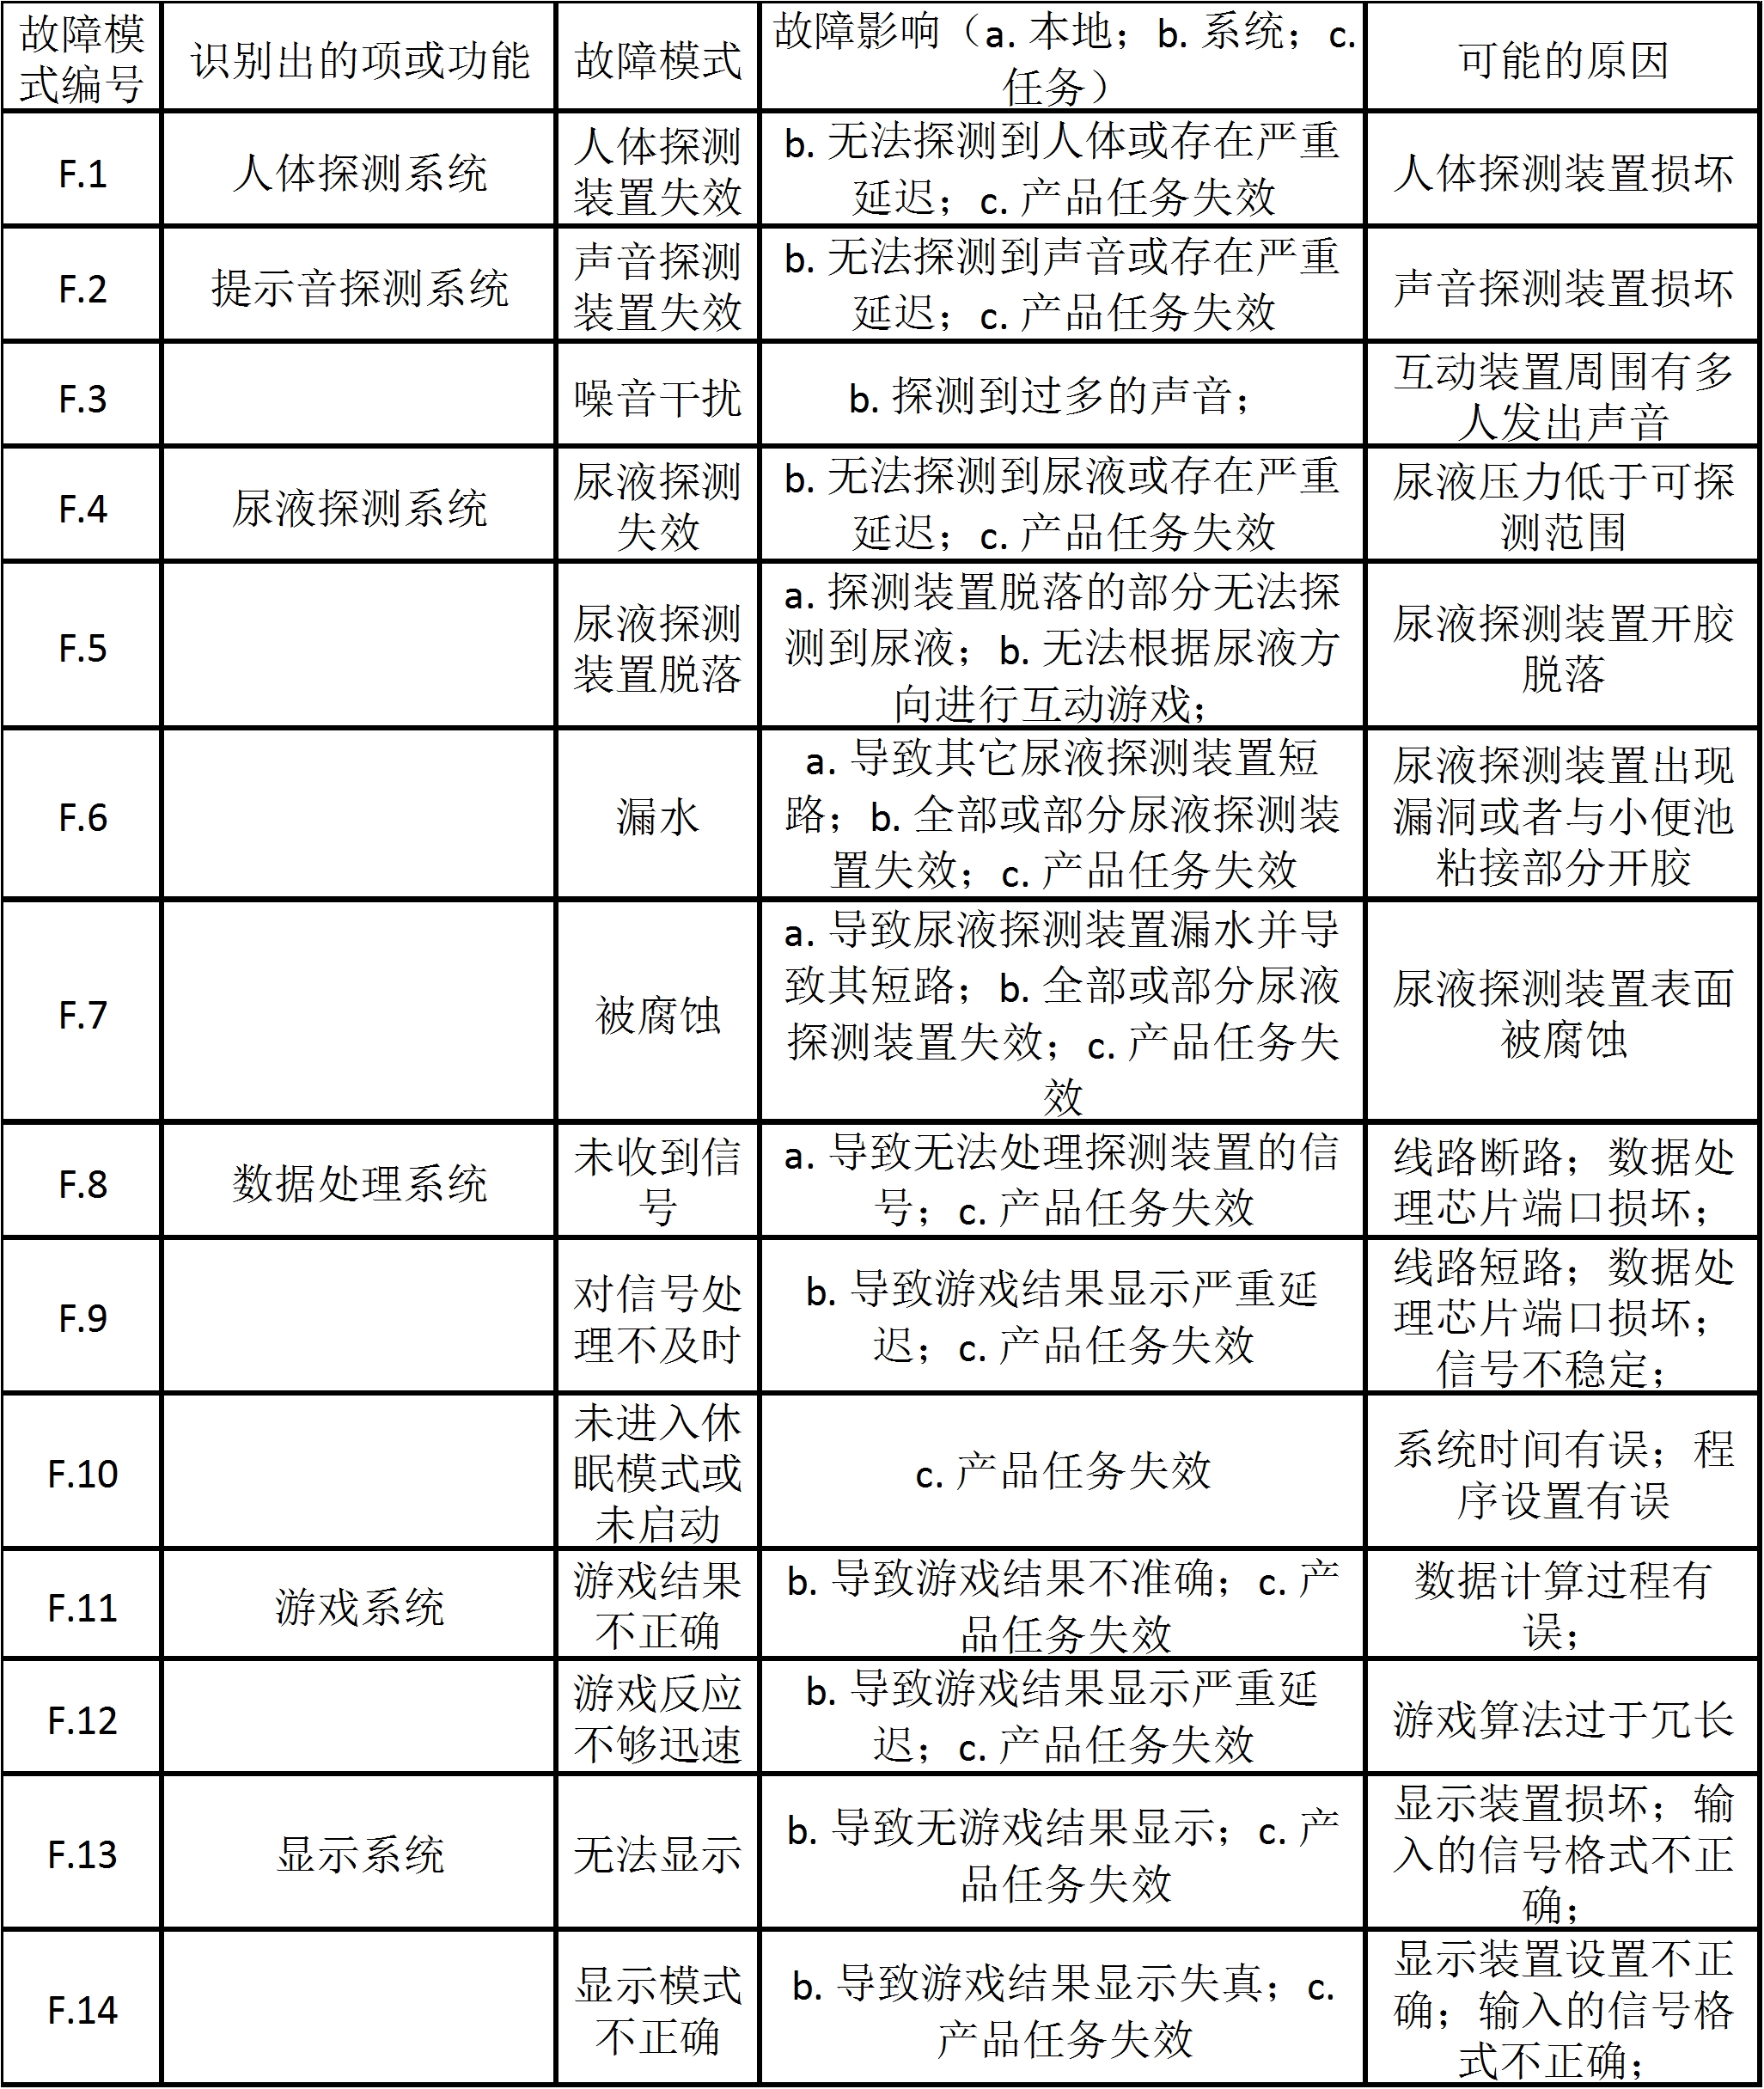 故障模
式编号
识别出的项或功能
故障模式
故障影响（a. 本地；b. 系统；c.
任务）
可能的原因
F.1
人体探测系统
人体探测
装置失效
b. 无法探测到人体或存在严重
延迟；c. 产品任务失效
人体探测装置损坏
F.2
提示音探测系统
声音探测
装置失效
b. 无法探测到声音或存在严重
延迟；c. 产品任务失效
声音探测装置损坏
F.3
噪音干扰
b. 探测到过多的声音；
互动装置周围有多
人发出声音
F.4
尿液探测系统
尿液探测
失效
b. 无法探测到尿液或存在严重
延迟；c. 产品任务失效
尿液压力低于可探
测范围
F.5
尿液探测
装置脱落
a. 探测装置脱落的部分无法探
测到尿液；b. 无法根据尿液方
向进行互动游戏；
尿液探测装置开胶
脱落
F.6
漏水
a. 导致其它尿液探测装置短
路；b. 全部或部分尿液探测装
置失效；c. 产品任务失效
尿液探测装置出现
漏洞或者与小便池
粘接部分开胶
F.7
被腐蚀
a. 导致尿液探测装置漏水并导
致其短路；b. 全部或部分尿液
探测装置失效；c. 产品任务失
效
尿液探测装置表面
被腐蚀
F.8
数据处理系统
未收到信
号
a. 导致无法处理探测装置的信
号；c. 产品任务失效
线路断路；数据处
理芯片端口损坏；
F.9
对信号处
理不及时
b. 导致游戏结果显示严重延
迟；c. 产品任务失效
线路短路；数据处
理芯片端口损坏；
信号不稳定；
F.10
未进入休
眠模式或
未启动
c. 产品任务失效
系统时间有误；程
序设置有误
F.11
游戏系统
游戏结果
不正确
b. 导致游戏结果不准确；c. 产
品任务失效
数据计算过程有
误；
F.12
游戏反应
不够迅速
b. 导致游戏结果显示严重延
迟；c. 产品任务失效
游戏算法过于冗长
F.13
显示系统
无法显示
b. 导致无游戏结果显示；c. 产
品任务失效
显示装置损坏；输
入的信号格式不正
确；
F.14
显示模式
不正确
b. 导致游戏结果显示失真；c.
产品任务失效
显示装置设置不正
确；输入的信号格
式不正确；